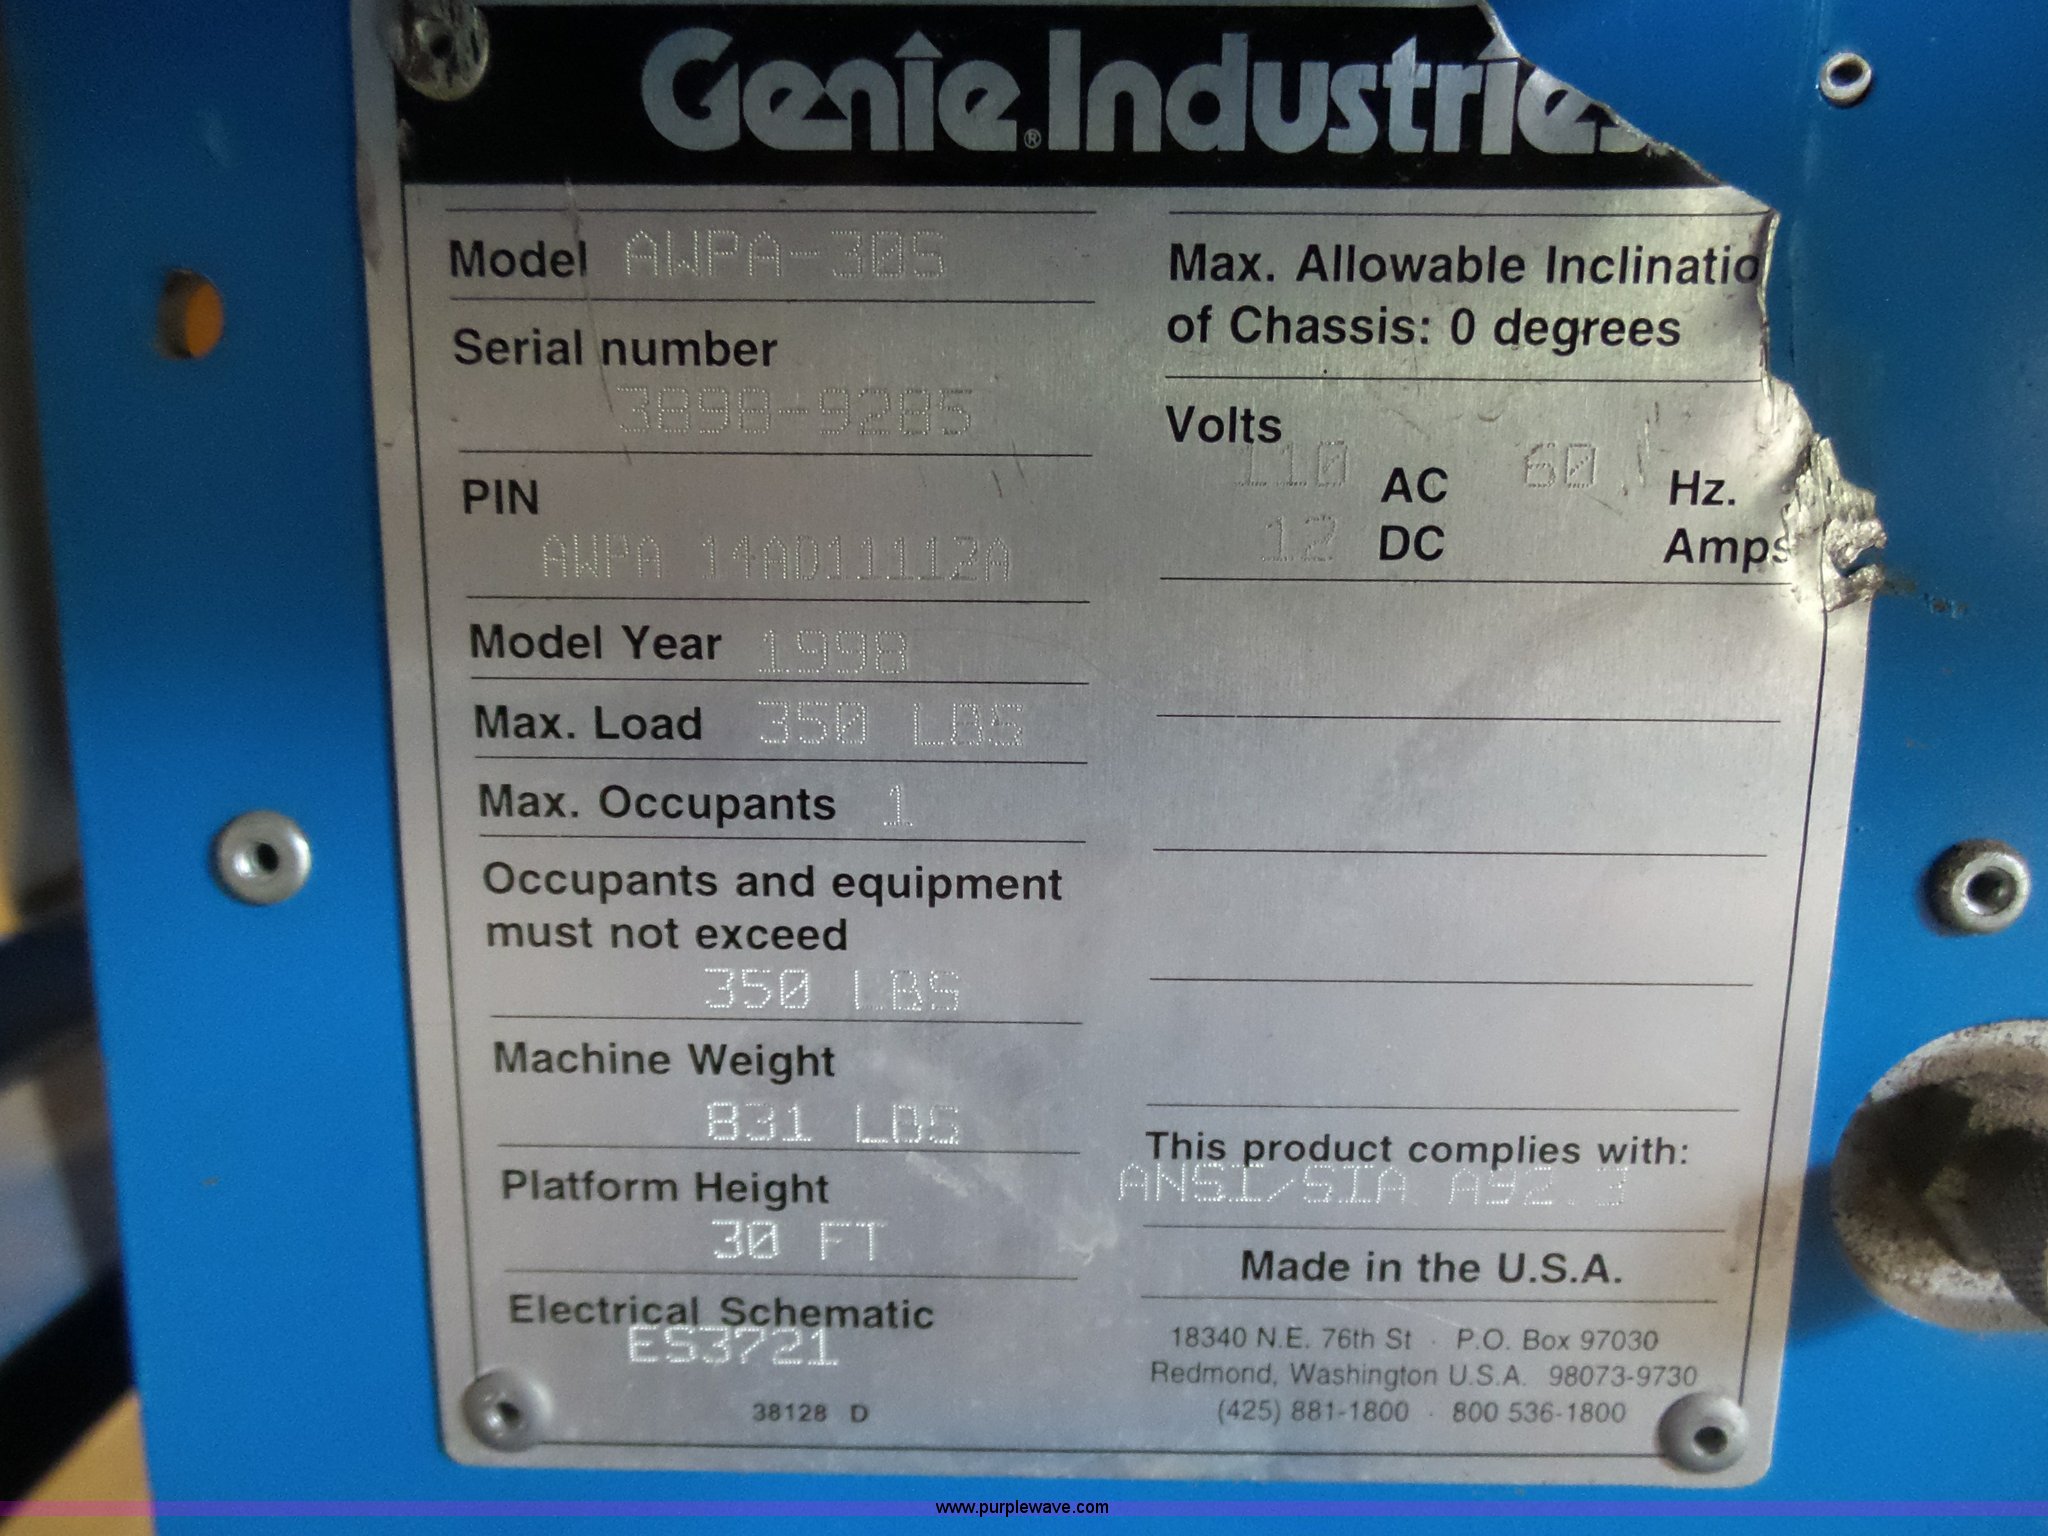 Genie® Industries
Model AWPA-30S
Serial number
3898-9285
PIN
AWPA 14AD11112A
Model Year 1998
Max. Load 350 LBS
Max. Occupants 1
Occupants and equipment
must not exceed
350 LBS
Machine Weight
831 LBS
Platform Height
30 FT
Electrical Schematic
ES3721
38128 D
Max. Allowable Inclinatio
of Chassis: 0 degrees
Volts
110 AC 60 Hz.
12 DC Amps
This product complies with:
ANSI/SIA A92.3
Made in the U.S.A.
18340 N.E. 76th St · P.O. Box 97030
Redmond, Washington U.S.A. 98073-9730
(425) 881-1800 · 800 536-1800
www.purplewave.com